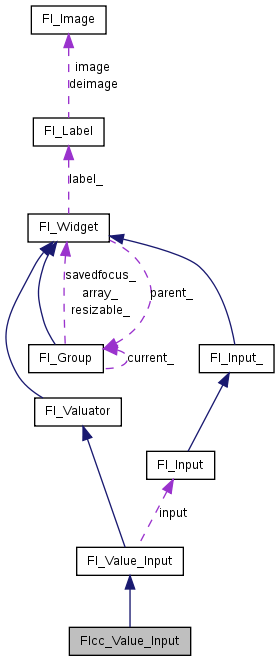 Fl_Image
image
deimage
Fl_Label
label_
Fl_Widget
savedfocus_
array_
resizable_
parent_
Fl_Group
current_
Fl_Input_
Fl_Valuator
Fl_Input
input
Fl_Value_Input
Flcc_Value_Input